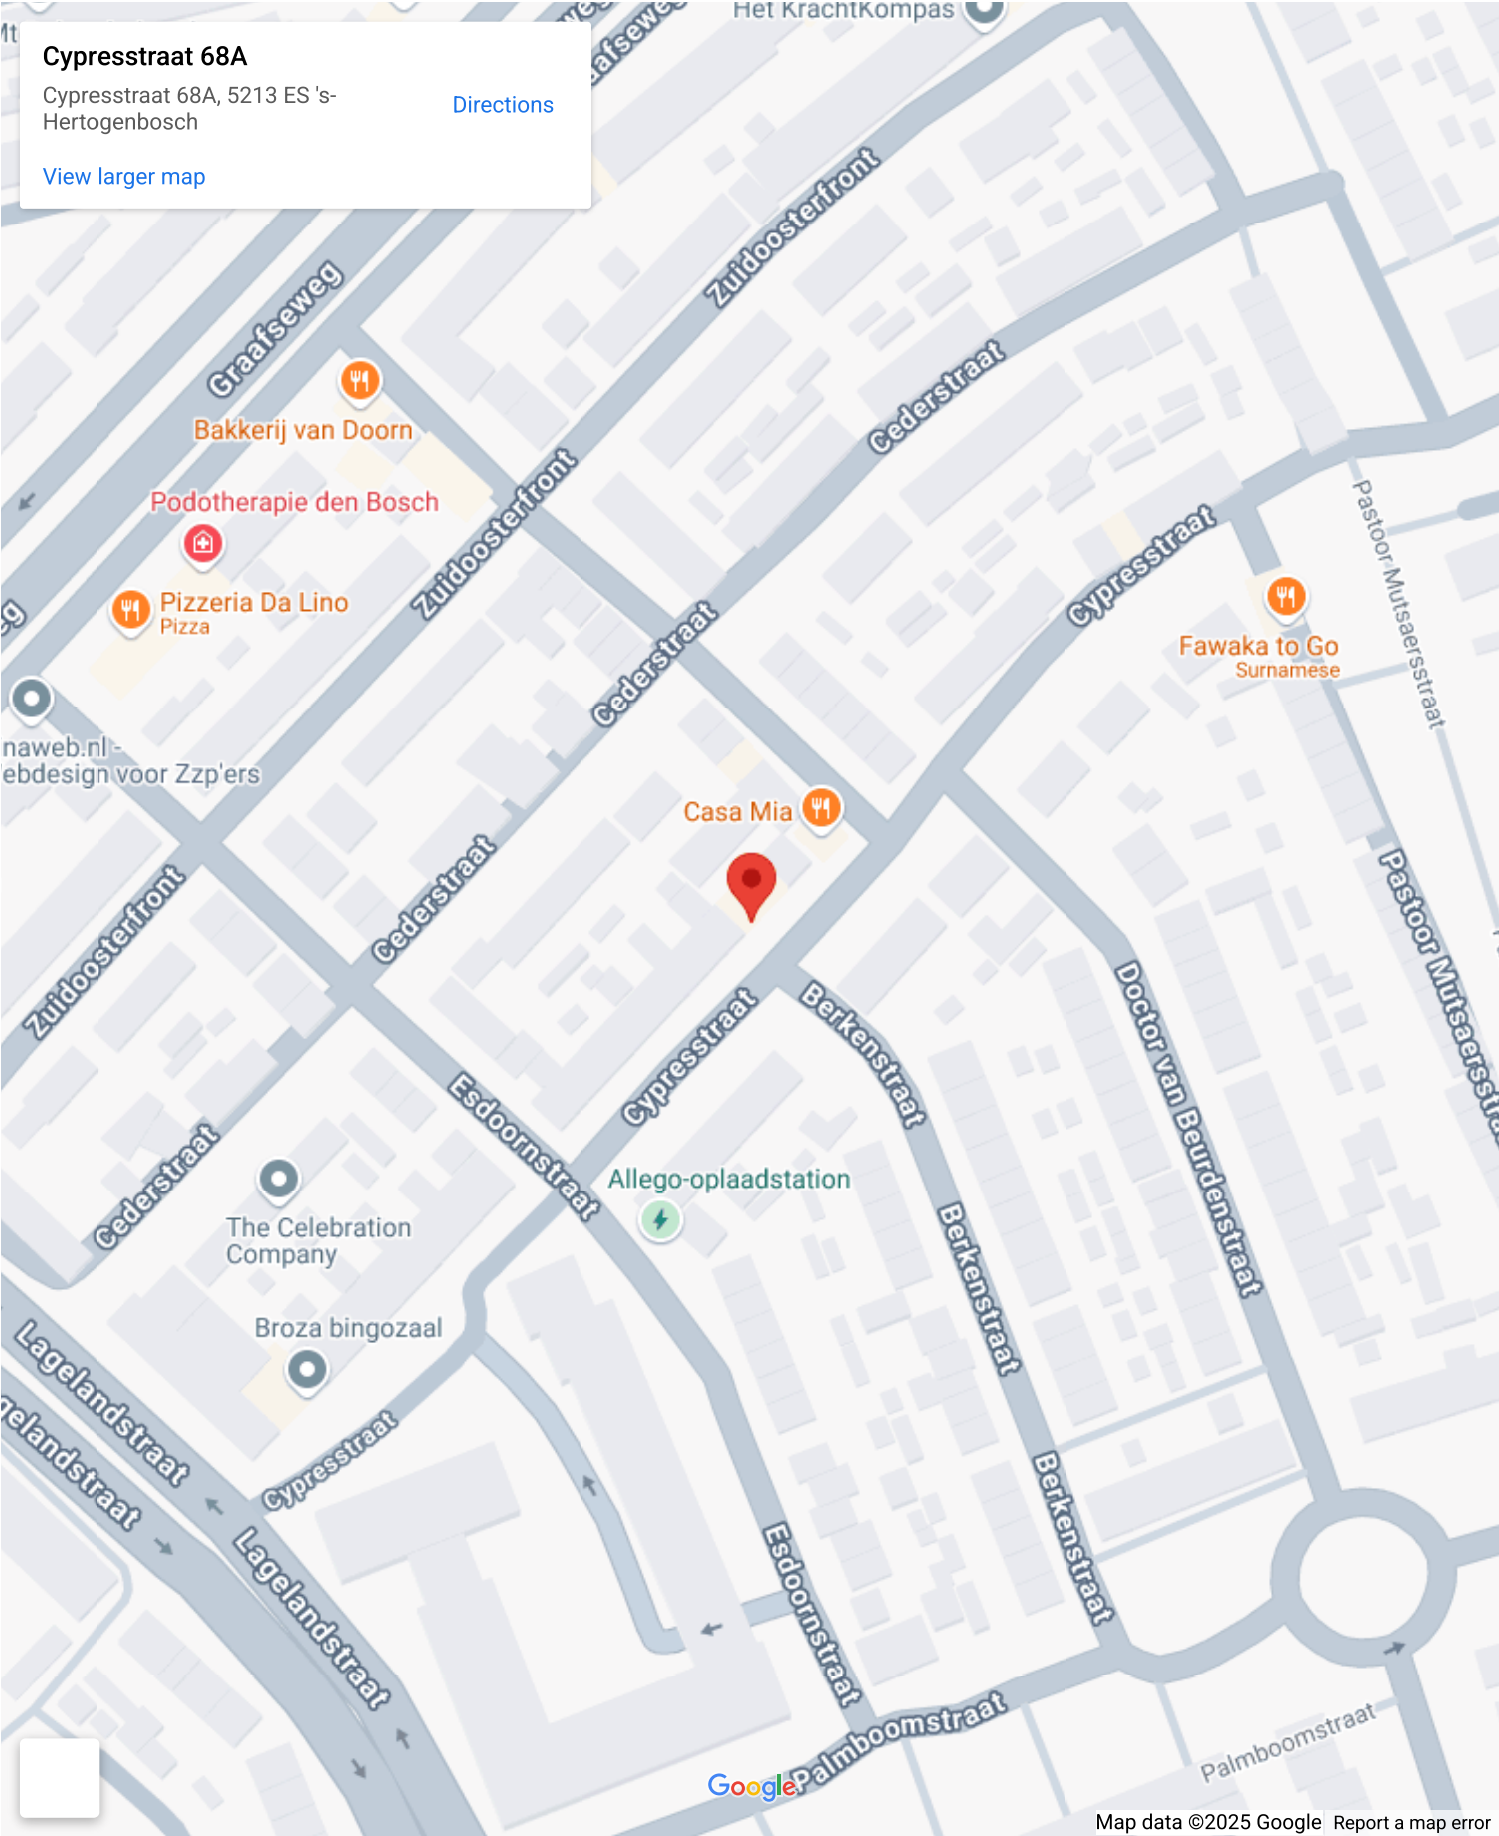 Het KrachtKompas
Cypresstraat 68A
Cypresstraat 68A, 5213 ES 's-
Hertogenbosch
Directions
View larger map
Zuidoosterfront
Graafseweg
Cederstraat
Bakkerij van Doorn
Podotherapie den Bosch
Zuidoosterfront
Cypresstraat
Pastoor Mutsaersstraat
Pizzeria Da Lino
Pizza
Fawaka to Go
Surnamese
Cederstraat
naweb.nl -
ebdesign voor Zzp'ers
Casa Mia
Cederstraat
Zuidoosterfront
Pastoor Mutsaersstra
Cypresstraat
Berkenstraat
Doctor van Beurdenstraat
Esdoornstraat
Cederstraat
Allego-oplaadstation
The Celebration
Company
Berkenstraat
Broza bingozaal
Lagelandstraat
gelandstraat
Cypresstraat
Berkenstraat
Lagelandstraat
Esdoornstraat
Palmboomstraat
Palmboomstraat
Google
Map data ©2025 Google
Report a map error